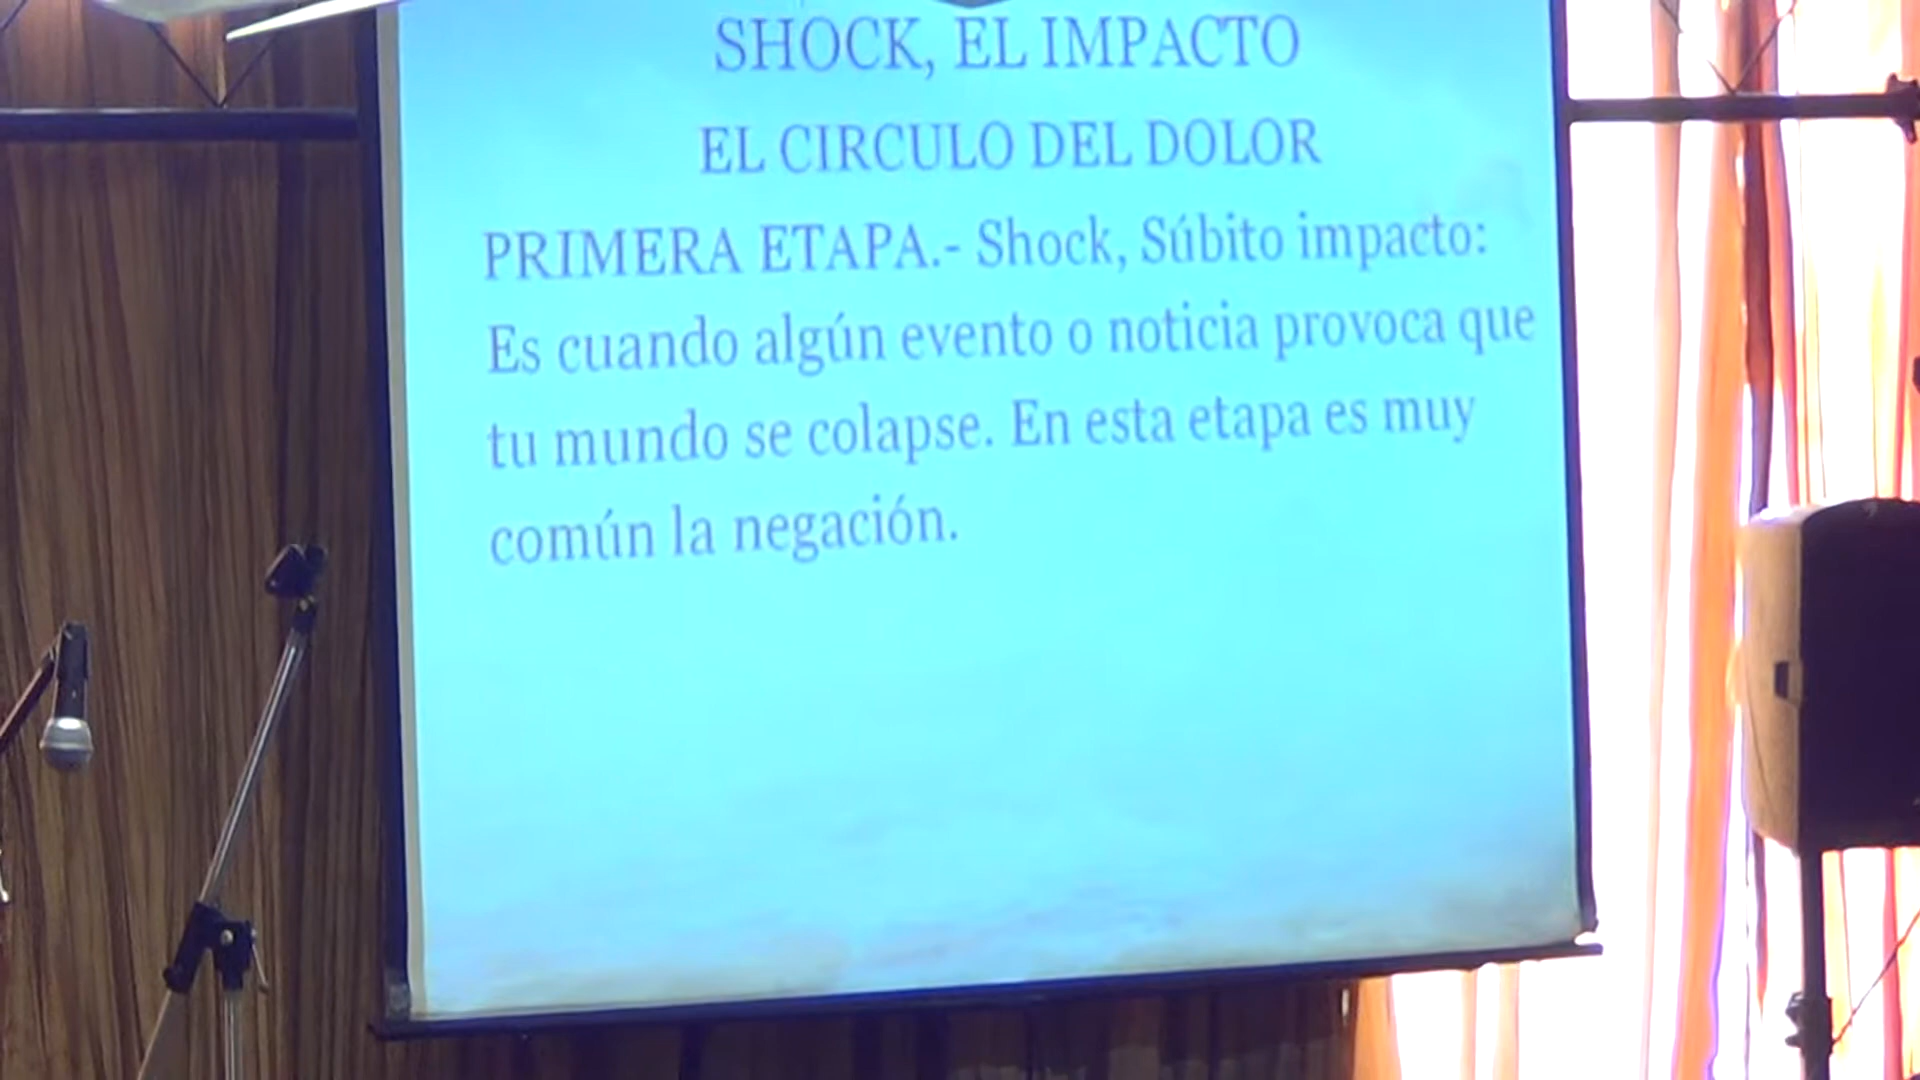 SHOCK, EL IMPACTO
EL CIRCULO DEL DOLOR
PRIMERA ETAPA.- Shock, Súbito impacto:
Es cuando algún evento o noticia provoca que
tu mundo se colapse. En esta etapa es muy
común la negación.